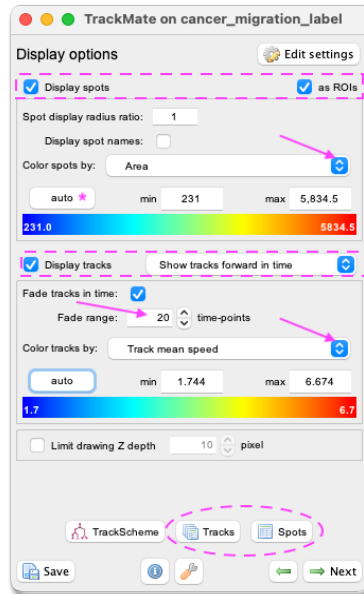 TrackMate on cancer_migration_label
Display options
Edit settings
Display spots
as ROIs
Spot display radius ratio: 1
Display spot names:
Color spots by: Area
auto * min 231 max 5,834.5
231.0 5834.5
Display tracks Show tracks forward in time
Fade tracks in time:
Fade range: 20 time-points
Color tracks by: Track mean speed
auto min 1.744 max 6.674
1.7 6.7
Limit drawing Z depth 10 pixel
TrackScheme Tracks Spots
Save Next